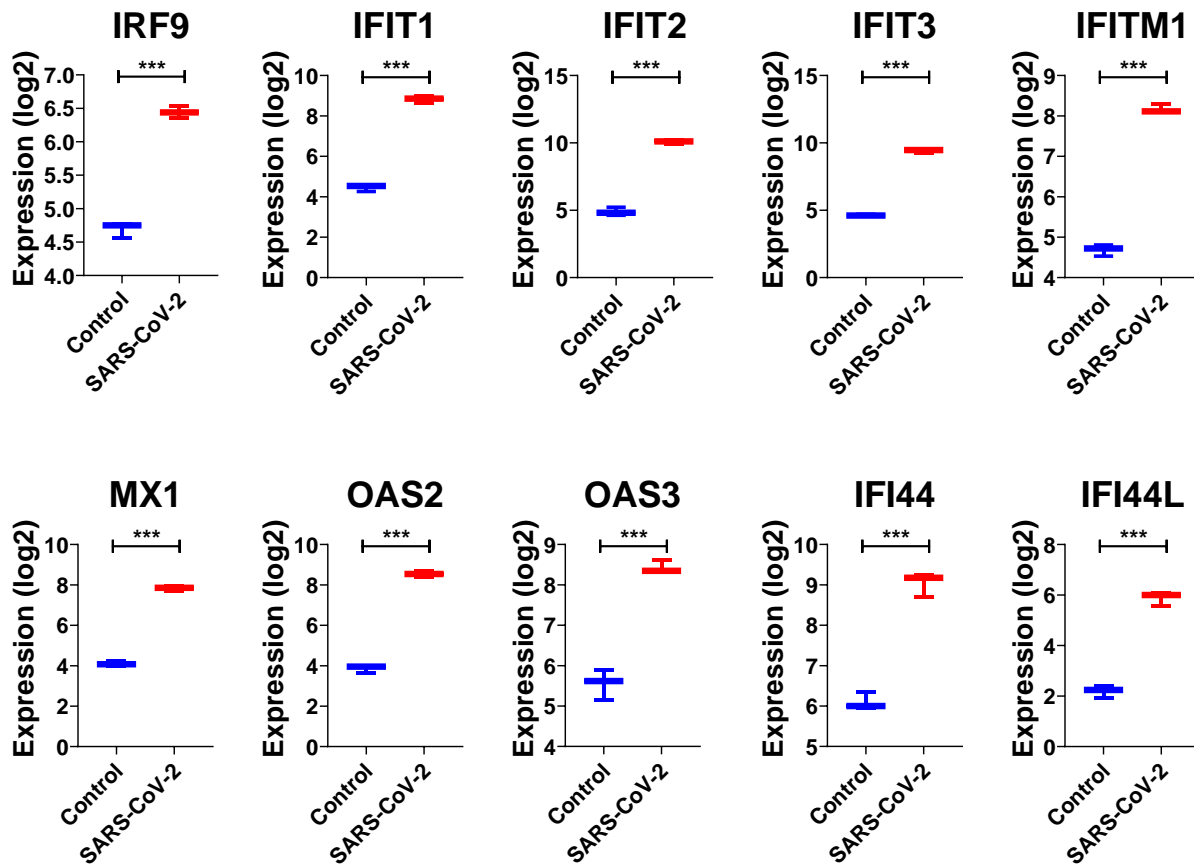 IRF9 IFIT1 IFIT2 IFIT3 IFITM1
*** *** *** *** ***
Expression (log2) Expression (log2) Expression (log2) Expression (log2) Expression (log2)
7.0 10 15 15 9
6.5 8 8
6.0 10 10
5.5 6 7
5.0 4 5 5 6
4.5 2 5
4.0 0 0 0 4
Control SARS-CoV-2 Control SARS-CoV-2 Control SARS-CoV-2 Control SARS-CoV-2 Control SARS-CoV-2
MX1 OAS2 OAS3 IFI44 IFI44L
*** *** *** *** ***
Expression (log2) Expression (log2) Expression (log2) Expression (log2) Expression (log2)
10 10 9 10 8
8 8 8 9 6
6 6 7 8
4 4 6 7 4
2 2 5 6 2
0 0 4 5 0
Control SARS-CoV-2 Control SARS-CoV-2 Control SARS-CoV-2 Control SARS-CoV-2 Control SARS-CoV-2